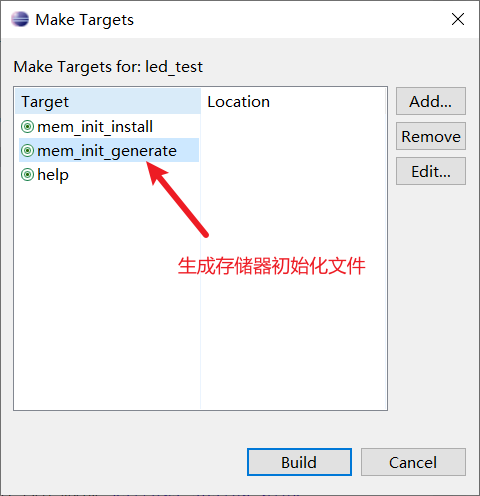 Make Targets
Make Targets for: led_test
Target Location
mem_init_install
mem_init_generate
help
Add...
Remove
Edit...
生成存储器初始化文件
Build Cancel